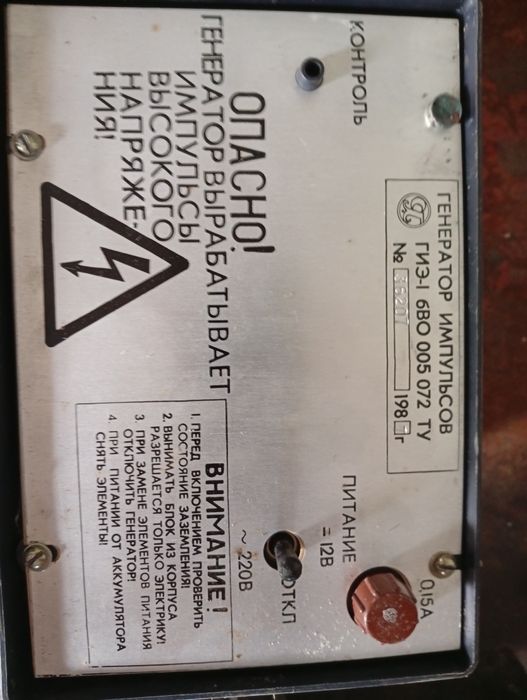 ГЕНЕРАТОР ИМПУЛЬСОВ
ГИЭ-I 6ВО 005 072 ТУ
№ 198 г
КОНТРОЛЬ
0,15А
ПИТАНИЕ
= 12В
ОТКЛ
~ 220В
ОПАСНО!
ГЕНЕРАТОР ВЫРАБАТЫВАЕТ
ИМПУЛЬСЫ
ВЫСОКОГО
НАПРЯЖЕ-
НИЯ!
ВНИМАНИЕ!
1. ПЕРЕД ВКЛЮЧЕНИЕМ ПРОВЕРИТЬ
СОСТОЯНИЕ ЗАЗЕМЛЕНИЯ!
2. ВЫНИМАТЬ БЛОК ИЗ КОРПУСА
РАЗРЕШАЕТСЯ ТОЛЬКО ЭЛЕКТРИКУ!
3. ПРИ ЗАМЕНЕ ЭЛЕМЕНТОВ ПИТАНИЯ
ОТКЛЮЧИТЬ ГЕНЕРАТОР!
4. ПРИ ПИТАНИИ ОТ АККУМУЛЯТОРА
СНЯТЬ ЭЛЕМЕНТЫ!